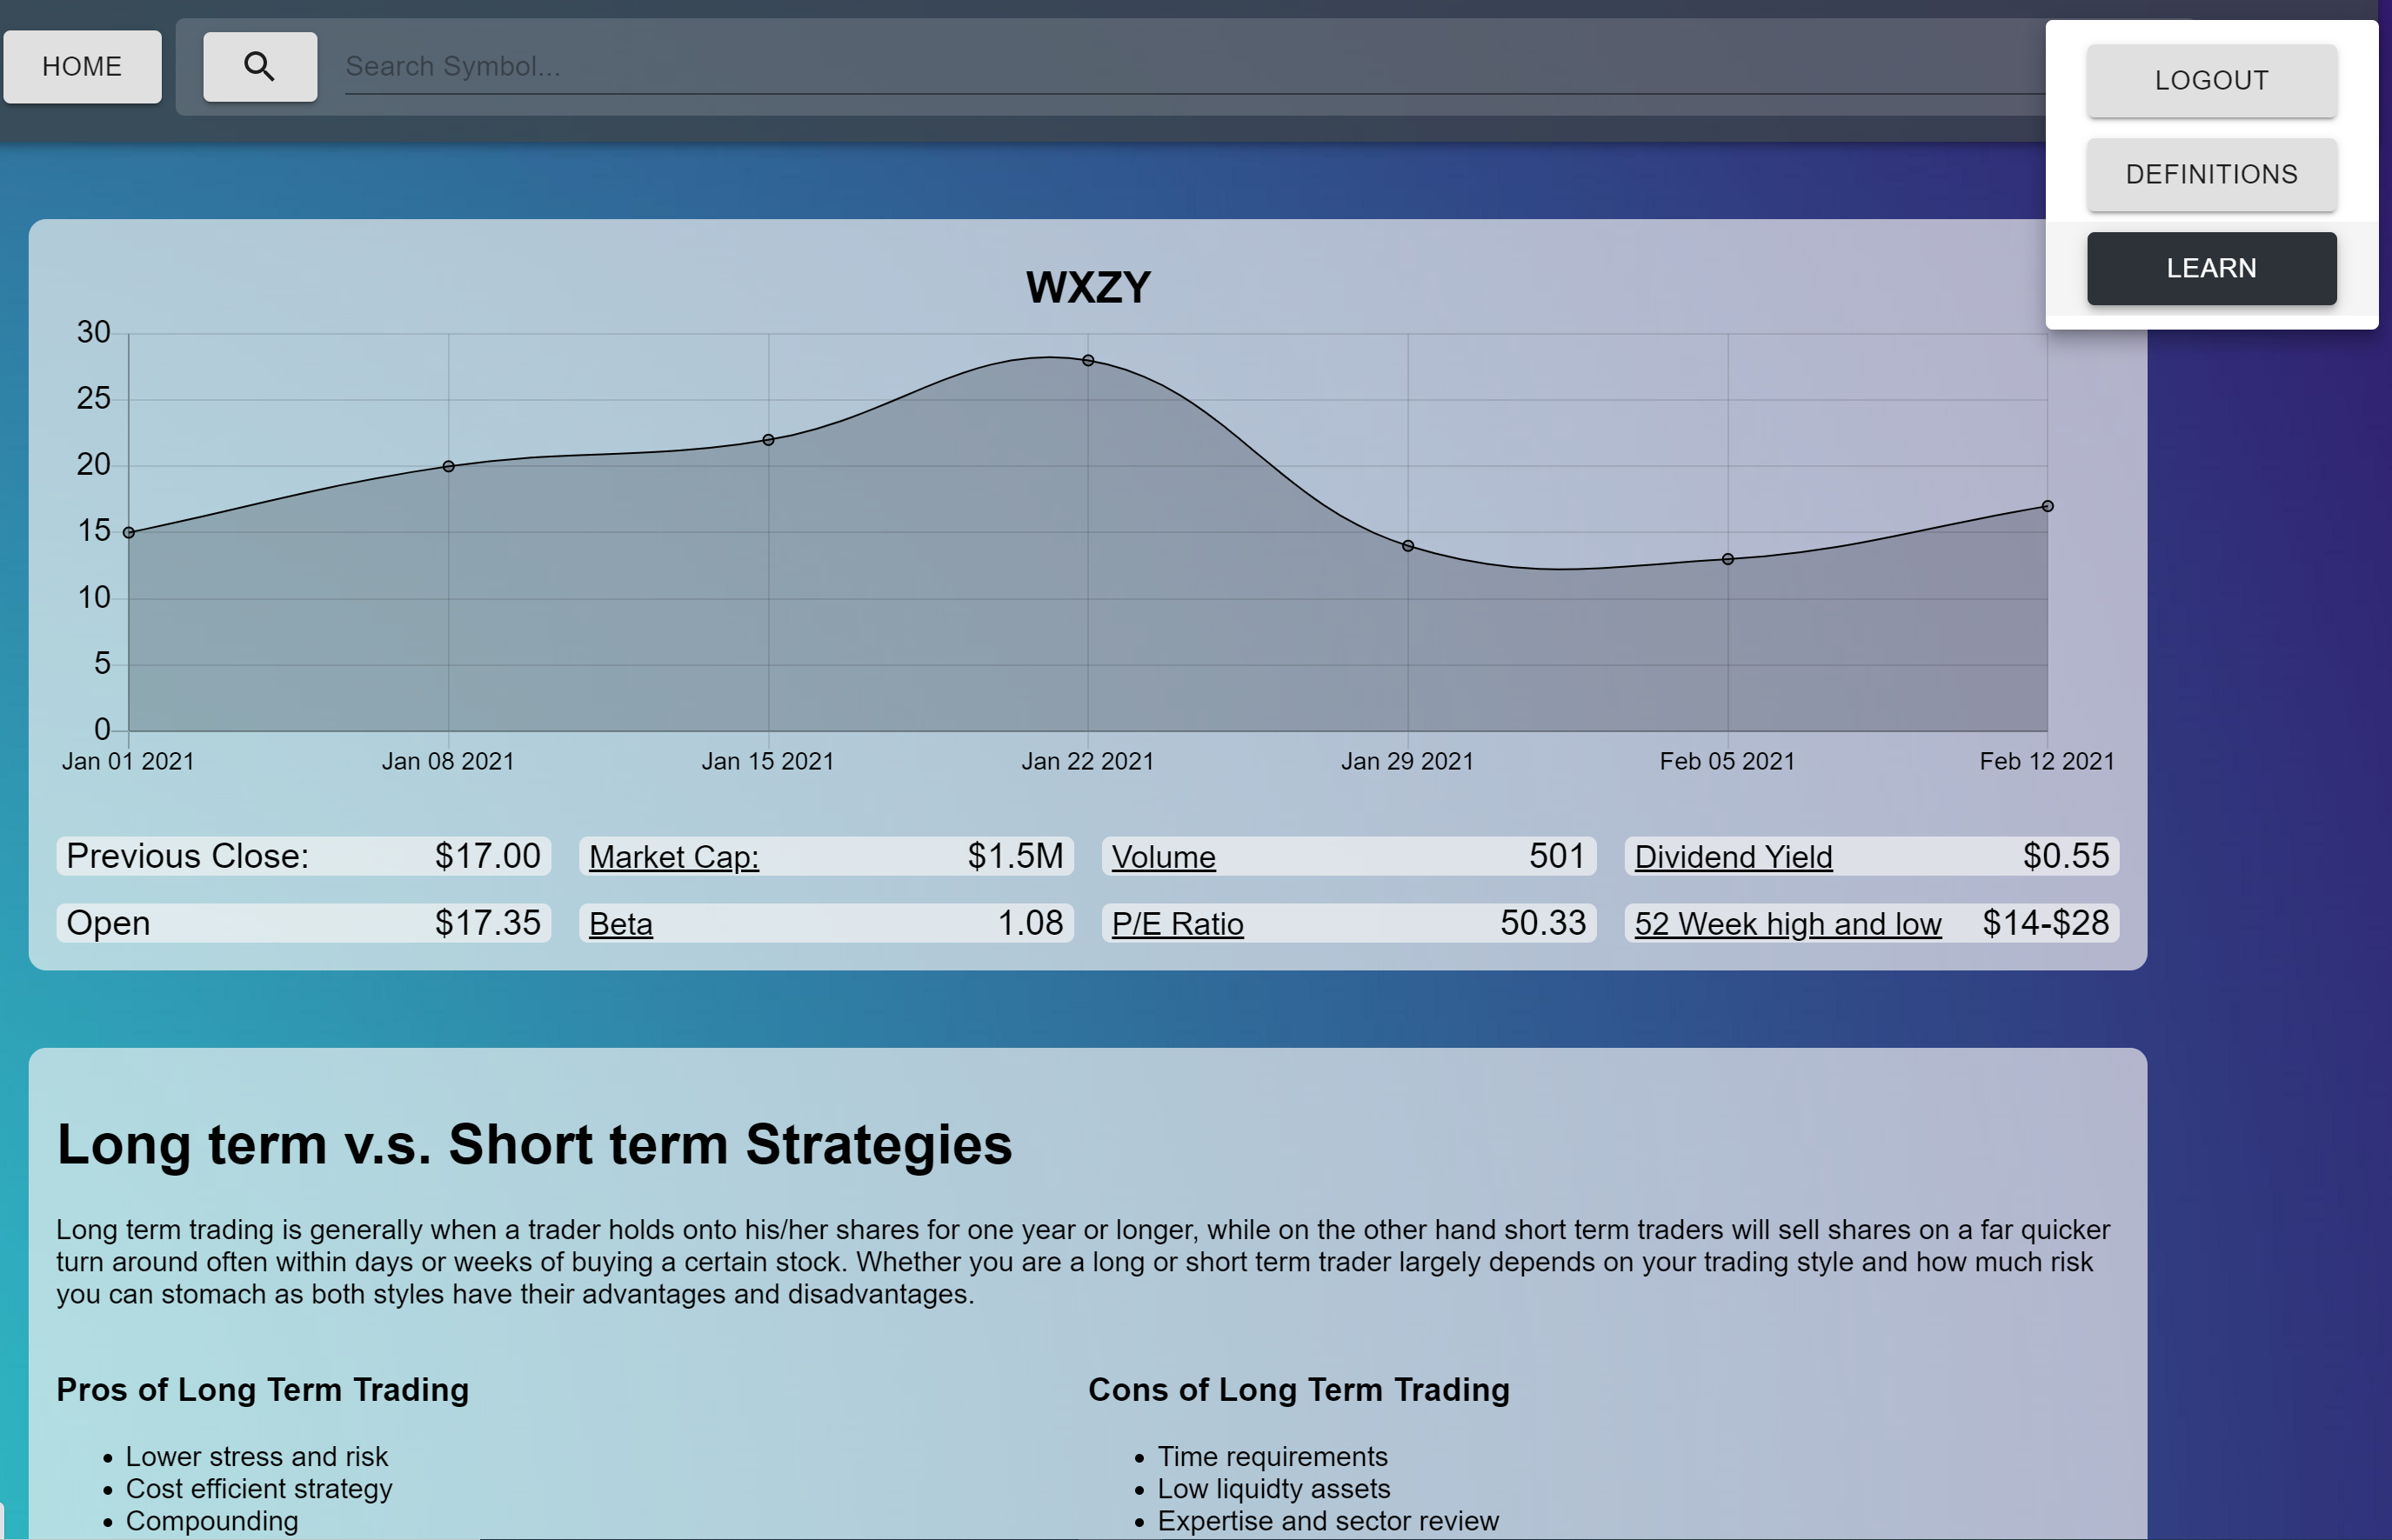 HOME
Search Symbol...
LOGOUT
DEFINITIONS
LEARN
WXZY
30
25
20
15
10
5
0
Jan 01 2021 Jan 08 2021 Jan 15 2021 Jan 22 2021 Jan 29 2021 Feb 05 2021 Feb 12 2021
Previous Close: $17.00 Market Cap: $1.5M Volume 501 Dividend Yield $0.55
Open $17.35 Beta 1.08 P/E Ratio 50.33 52 Week high and low $14-$28
Long term v.s. Short term Strategies
Long term trading is generally when a trader holds onto his/her shares for one year or longer, while on the other hand short term traders will sell shares on a far quicker
turn around often within days or weeks of buying a certain stock. Whether you are a long or short term trader largely depends on your trading style and how much risk
you can stomach as both styles have their advantages and disadvantages.
Pros of Long Term Trading
• Lower stress and risk
• Cost efficient strategy
• Compounding
Cons of Long Term Trading
• Time requirements
• Low liquidty assets
• Expertise and sector review